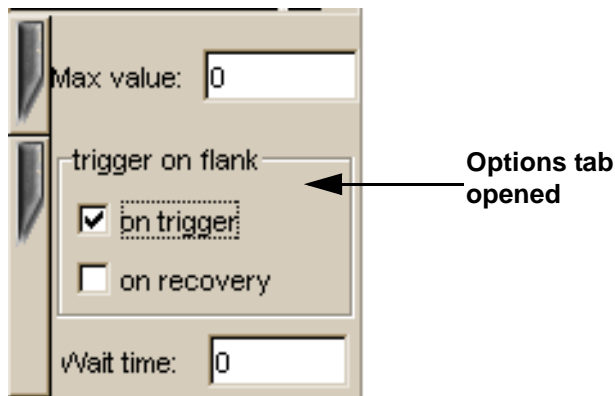 Max value: 0
trigger on flank
on trigger
on recovery
Wait time: 0
Options tab
opened